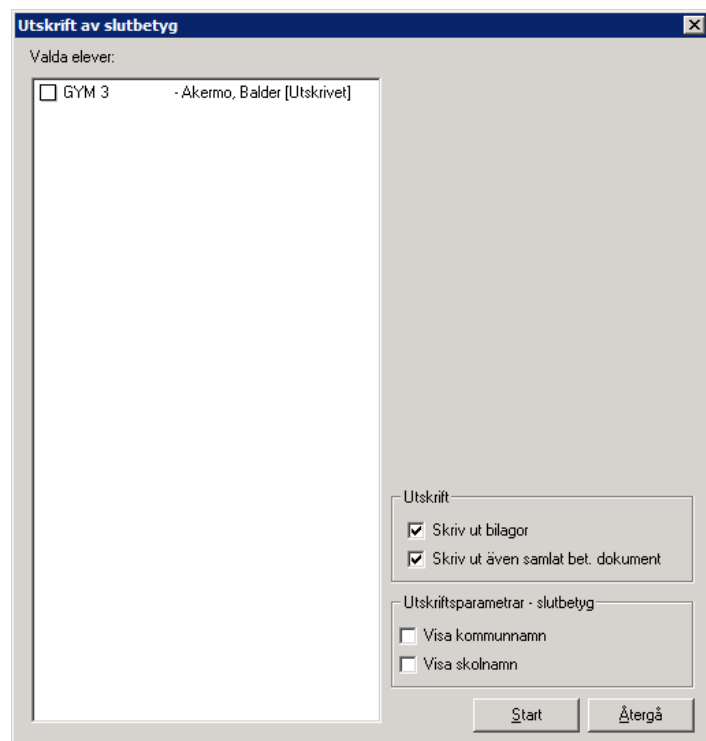 Utskrift av slutbetyg
Valda elever:
GYM 3 - Akermo, Balder [Utskrivet]
Utskrift
Skriv ut bilagor
Skriv ut även samlat bet. dokument
Utskriftsparametrar - slutbetyg
Visa kommunnamn
Visa skolnamn
Start Återgå